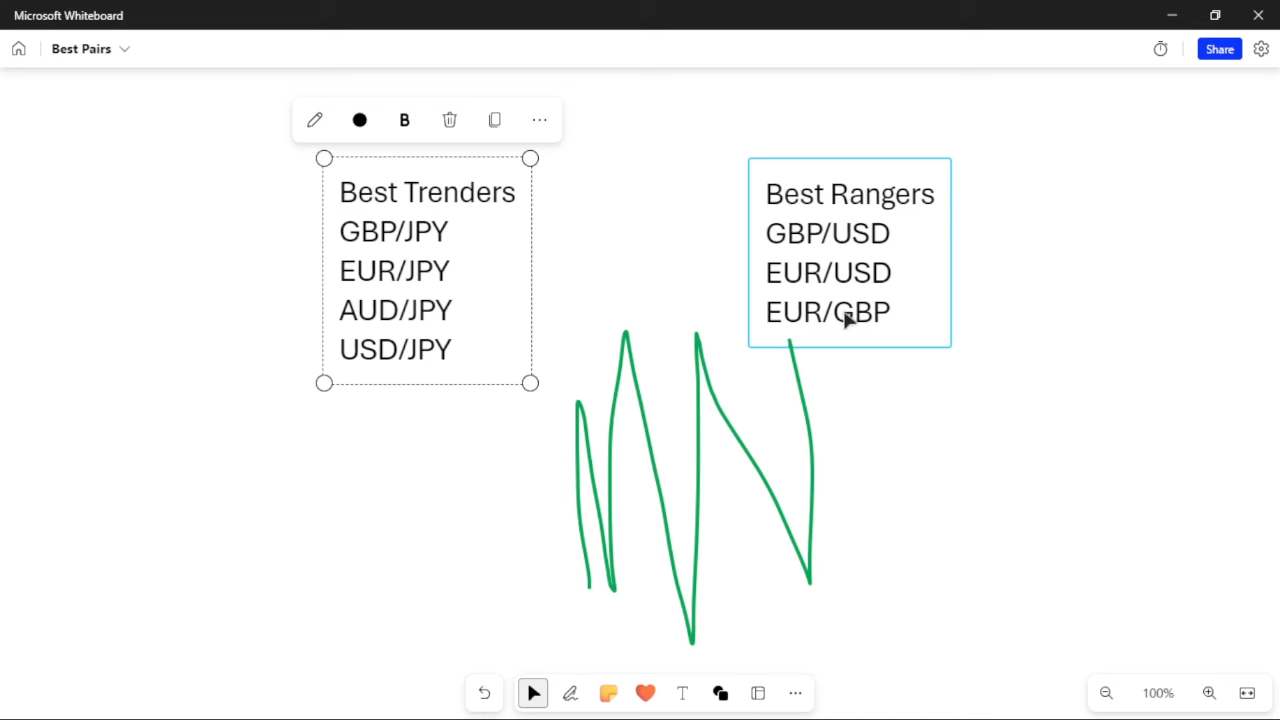 Microsoft Whiteboard
Best Pairs
Share
B
Best Trenders
GBP/JPY
EUR/JPY
AUD/JPY
USD/JPY
Best Rangers
GBP/USD
EUR/USD
EUR/GBP
T
100%